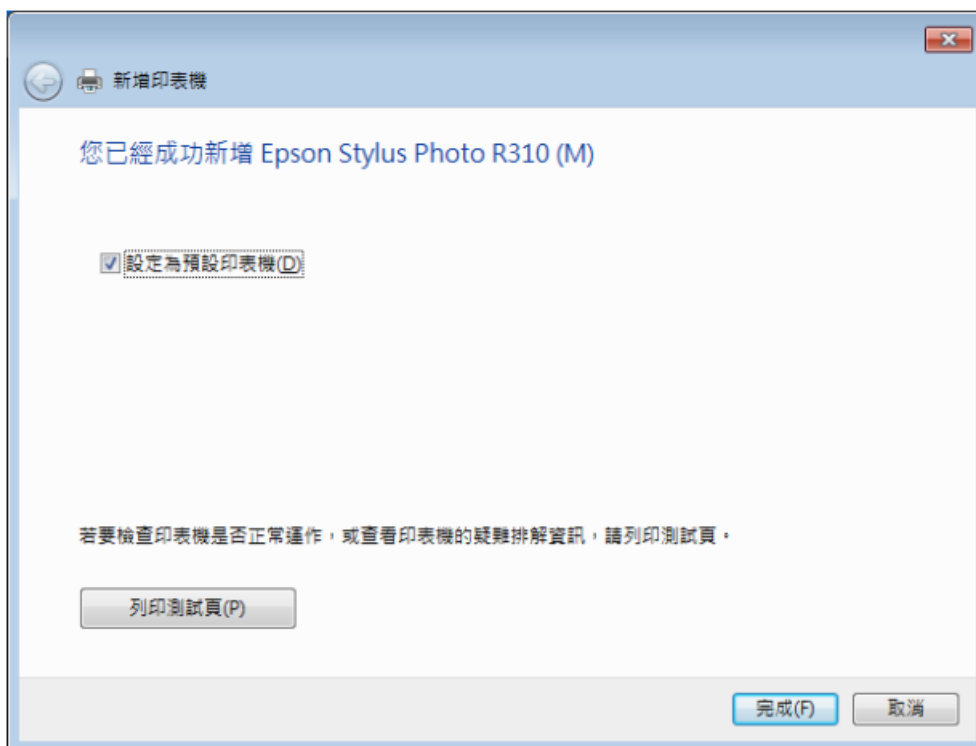 新增印表機
您已經成功新增 Epson Stylus Photo R310 (M)
設定為預設印表機(D)
若要檢查印表機是否正常運作，或查看印表機的疑難排解資訊，請列印測試頁。
列印測試頁(P)
完成(F) 取消